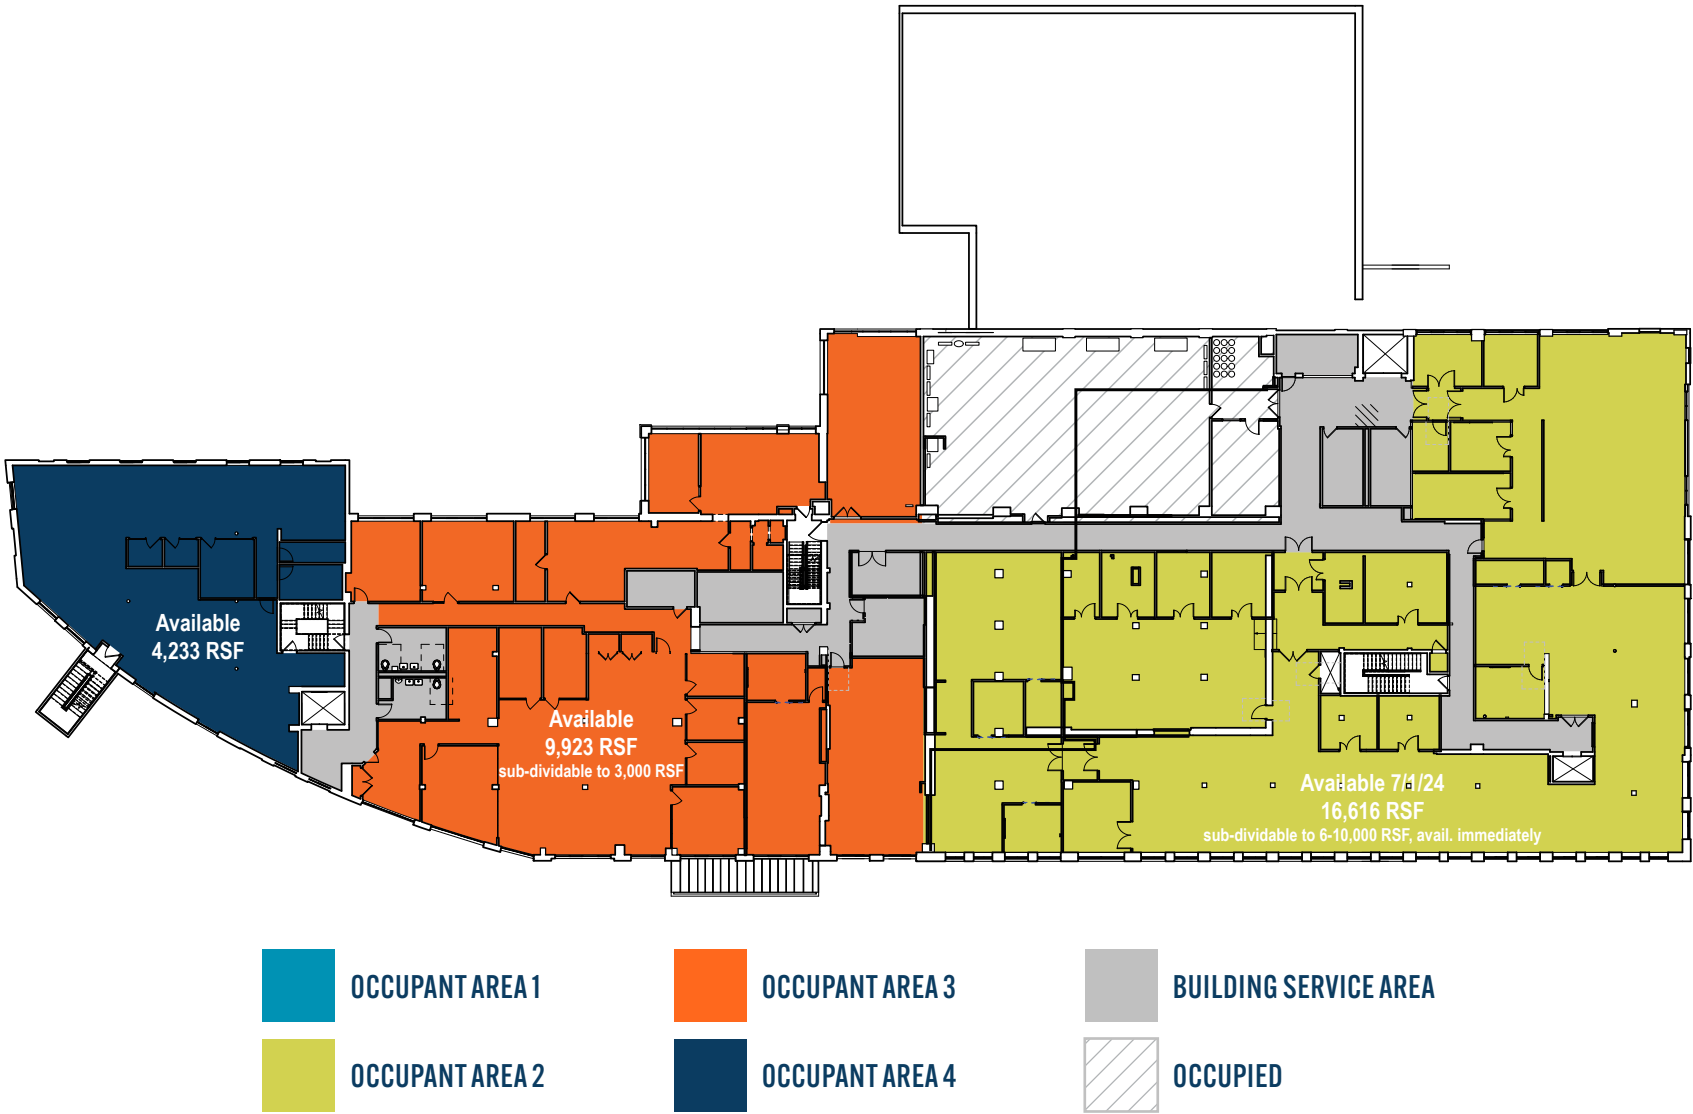 Available
4,233 RSF
Available
9,923 RSF
sub-dividable to 3,000 RSF
Available 7/1/24
16,616 RSF
sub-dividable to 6-10,000 RSF, avail. immediately
OCCUPANT AREA 1
OCCUPANT AREA 3
BUILDING SERVICE AREA
OCCUPANT AREA 2
OCCUPANT AREA 4
OCCUPIED